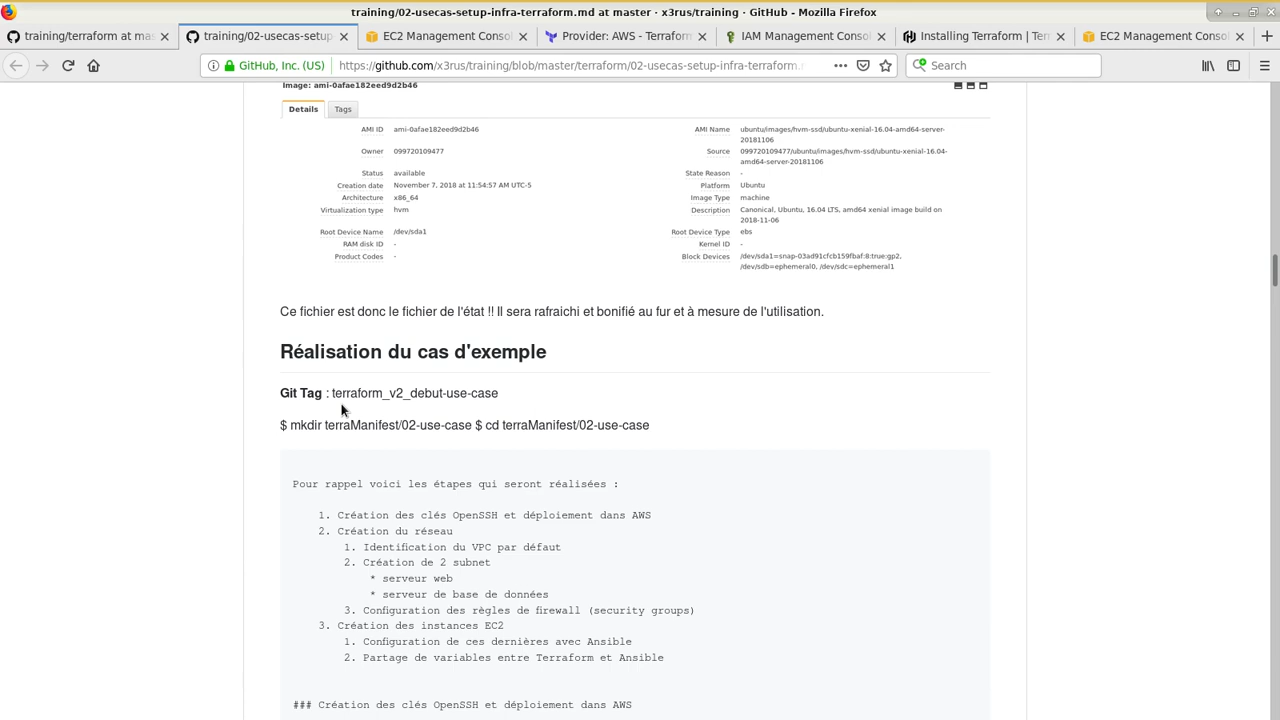 training/02-usecas-setup-infra-terraform.md at master · x3rus/training · GitHub - Mozilla Firefox
training/terraform at mas
training/02-usecas-setup-
EC2 Management Consol
Provider: AWS - Terraform
IAM Management Conso
Installing Terraform | Ter
EC2 Management Consol
GitHub, Inc. (US)
https://github.com/x3rus/training/blob/master/terraform/02-usecas-setup-infra-terraform.m
Search
Image: ami-0afae182eed9d2b46
Details Tags
AMI ID ami-0afae182eed9d2b46
AMI Name ubuntu/images/hvm-ssd/ubuntu-xenial-16.04-amd64-server-
20181106
Owner 099720109477
Source 099720109477/ubuntu/images/hvm-ssd/ubuntu-xenial-16.04-
amd64-server-20181106
Status available
State Reason -
Creation date November 7, 2018 at 11:54:57 AM UTC-5
Platform Ubuntu
Architecture x86_64
Image Type machine
Virtualization type hvm
Description Canonical, Ubuntu, 16.04 LTS, amd64 xenial image build on
2018-11-06
Root Device Name /dev/sda1
Root Device Type ebs
RAM disk ID -
Kernel ID -
Product Codes -
Block Devices /dev/sda1=snap-03ad91cfcb159fbaf:8:true:gp2,
/dev/sdb=ephemeral0, /dev/sdc=ephemeral1
Ce fichier est donc le fichier de l'état !! Il sera rafraichi et bonifié au fur et à mesure de l'utilisation.
Réalisation du cas d'exemple
Git Tag : terraform_v2_debut-use-case
$ mkdir terraManifest/02-use-case $ cd terraManifest/02-use-case
Pour rappel voici les étapes qui seront réalisées :
1. Création des clés OpenSSH et déploiement dans AWS
2. Création du réseau
1. Identification du VPC par défaut
2. Création de 2 subnet
* serveur web
* serveur de base de données
3. Configuration des règles de firewall (security groups)
3. Création des instances EC2
1. Configuration de ces dernières avec Ansible
2. Partage de variables entre Terraform et Ansible
### Création des clés OpenSSH et déploiement dans AWS